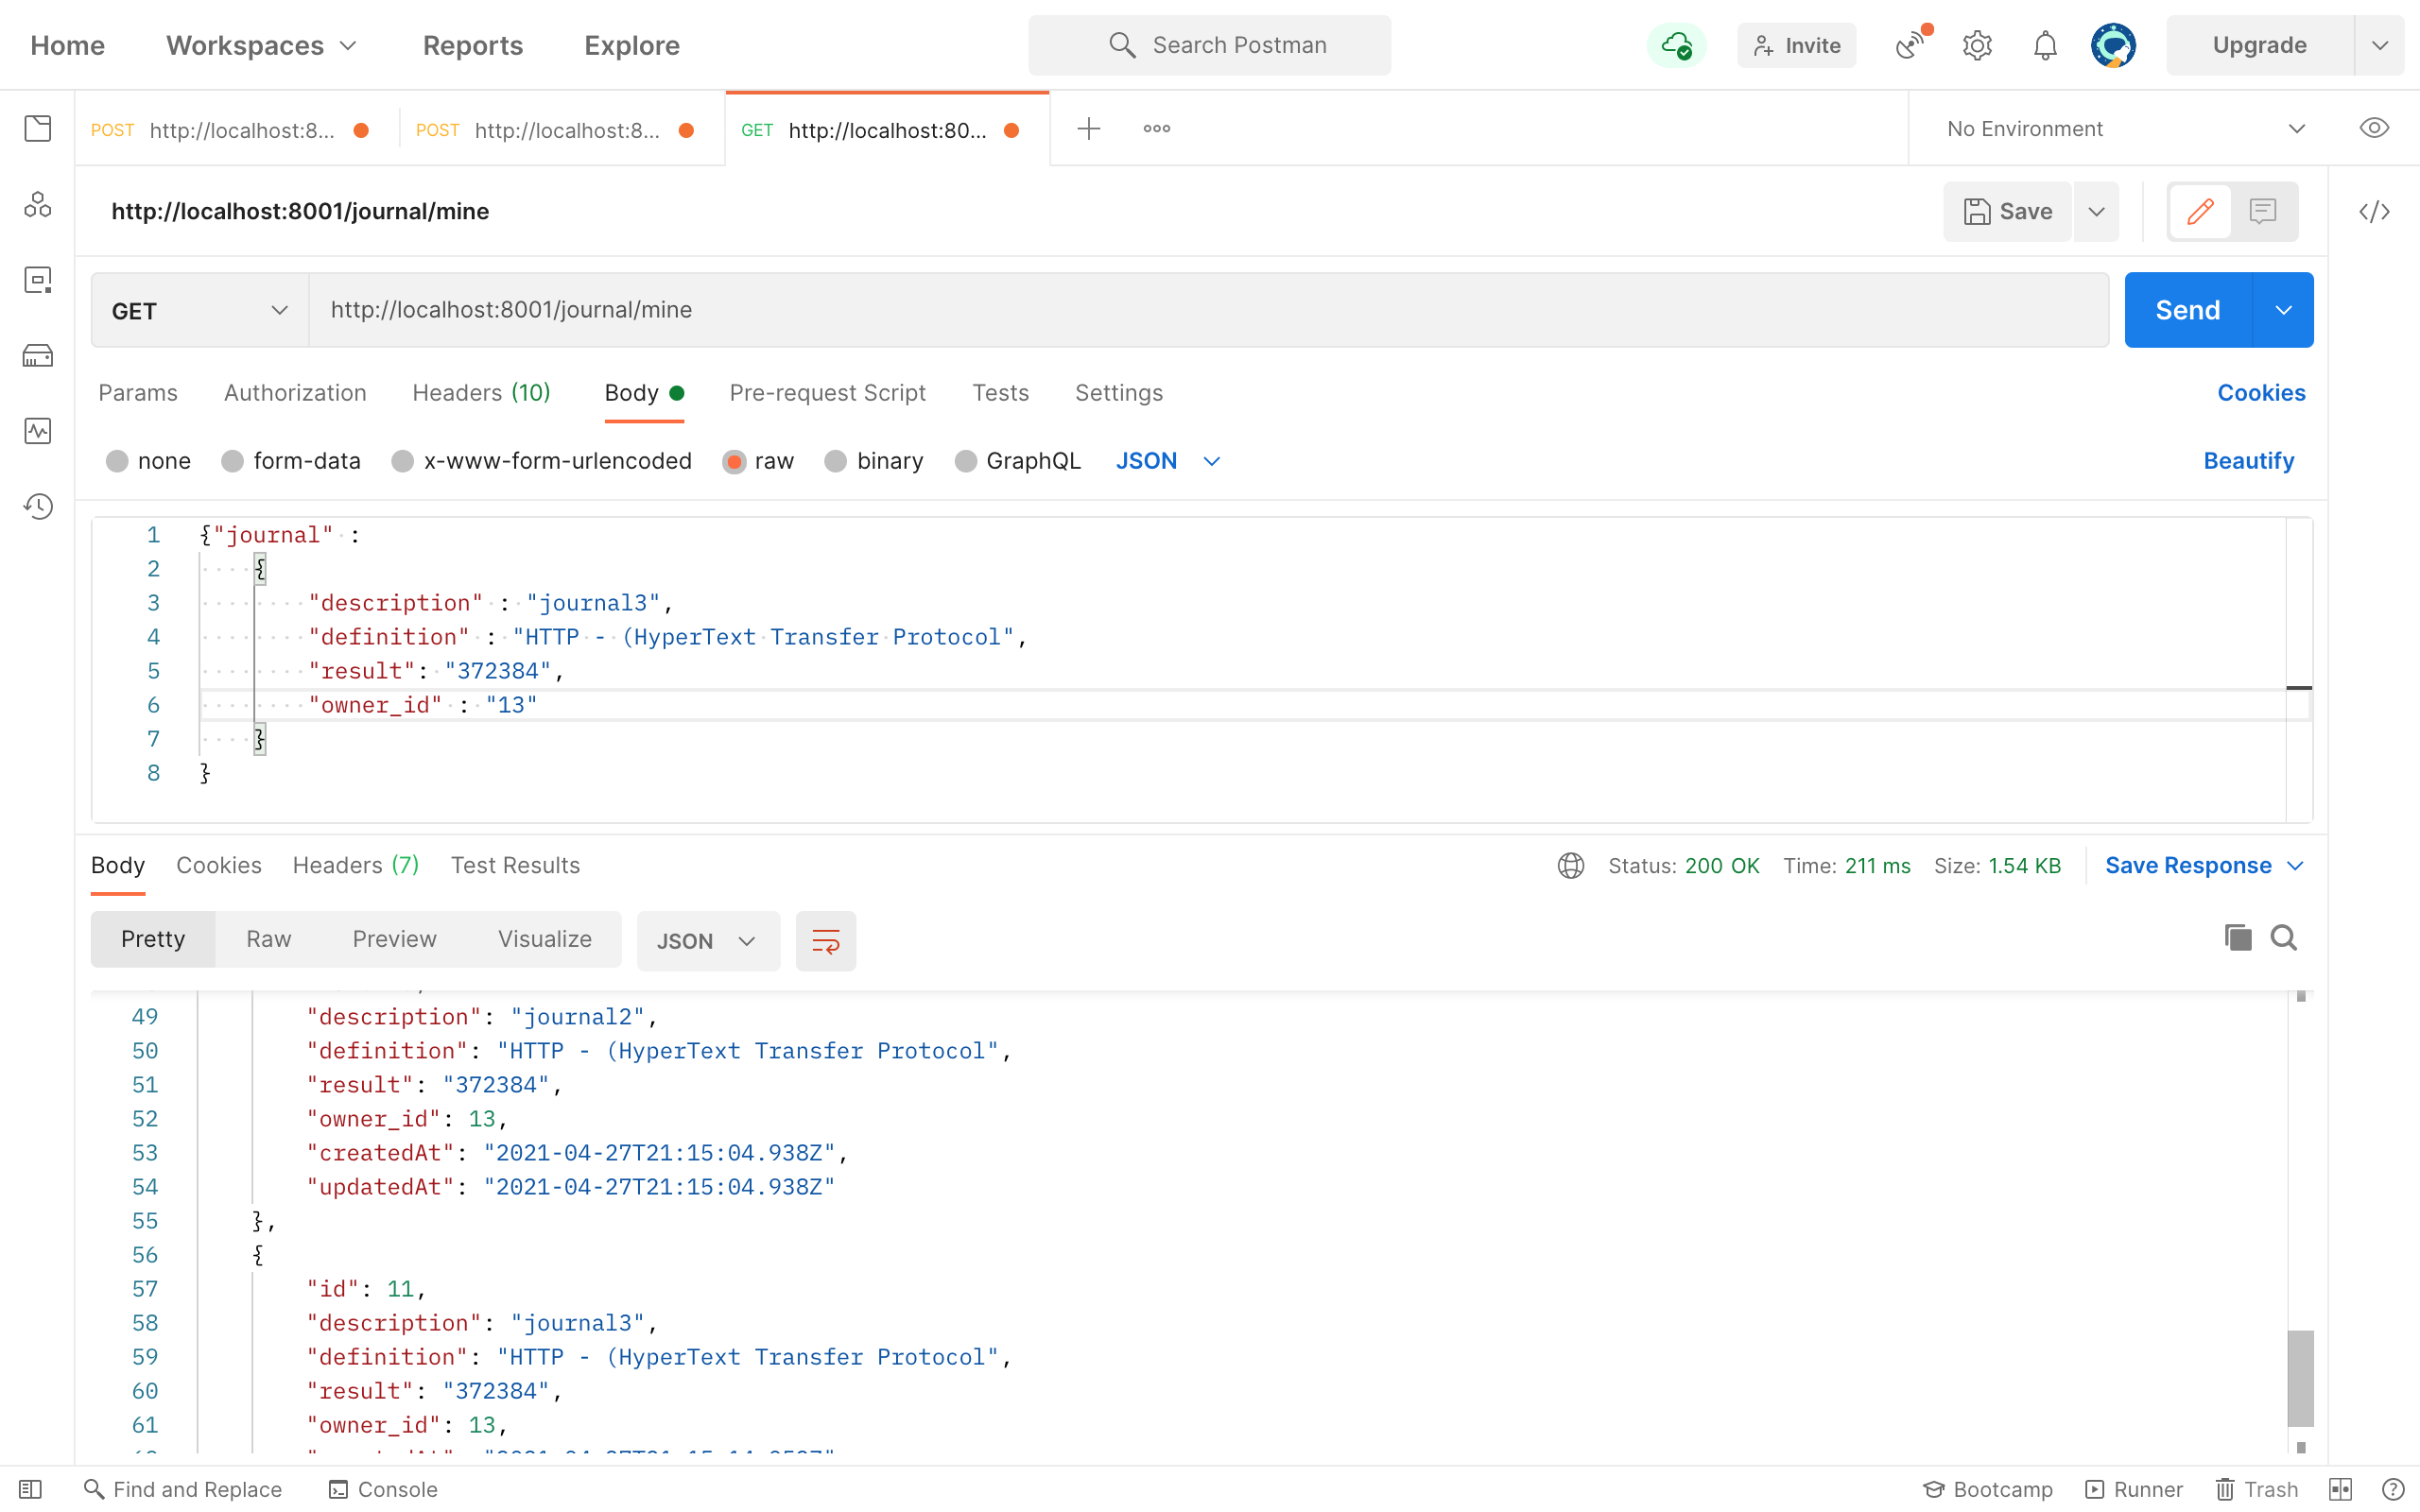 Home Workspaces Reports Explore Search Postman Invite Upgrade
POST http://localhost:8... POST http://localhost:8... GET http://localhost:80... No Environment
http://localhost:8001/journal/mine Save
GET http://localhost:8001/journal/mine Send
Params Authorization Headers (10) Body Pre-request Script Tests Settings Cookies
none form-data x-www-form-urlencoded raw binary GraphQL JSON Beautify
1 {"journal" :
2 {
3 "description" : "journal3",
4 "definition" : "HTTP - (HyperText Transfer Protocol",
5 "result": "372384",
6 "owner_id" : "13"
7 }
8 }
Body Cookies Headers (7) Test Results Status: 200 OK Time: 211 ms Size: 1.54 KB Save Response
Pretty Raw Preview Visualize JSON
49 "description": "journal2",
50 "definition": "HTTP - (HyperText Transfer Protocol",
51 "result": "372384",
52 "owner_id": 13,
53 "createdAt": "2021-04-27T21:15:04.938Z",
54 "updatedAt": "2021-04-27T21:15:04.938Z"
55 },
56 {
57 "id": 11,
58 "description": "journal3",
59 "definition": "HTTP - (HyperText Transfer Protocol",
60 "result": "372384",
61 "owner_id": 13,
Find and Replace Console Bootcamp Runner Trash